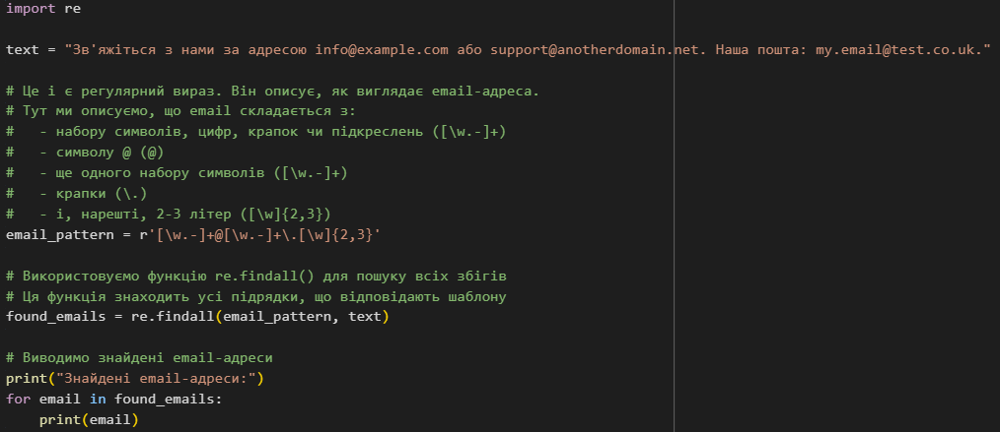 import re
text = "Зв'яжіться з нами за адресою info@example.com або support@anotherdomain.net. Наша пошта: my.email@test.co.uk."
# Це і є регулярний вираз. Він описує, як виглядає email-адреса.
# Тут ми описуємо, що email складається з:
#   - набору символів, цифр, крапок чи підкреслень ([\w.-]+)
#   - символу @ (@)
#   - ще одного набору символів ([\w.-]+)
#   - крапки (\.)
#   - і, нарешті, 2-3 літер ([\w]{2,3})
email_pattern = r'[\w.-]+@[\w.-]+\.[\w]{2,3}'
# Використовуємо функцію re.findall() для пошуку всіх збігів
# Ця функція знаходить усі підрядки, що відповідають шаблону
found_emails = re.findall(email_pattern, text)
# Виводимо знайдені email-адреси
print("Знайдені email-адреси:")
for email in found_emails:
    print(email)